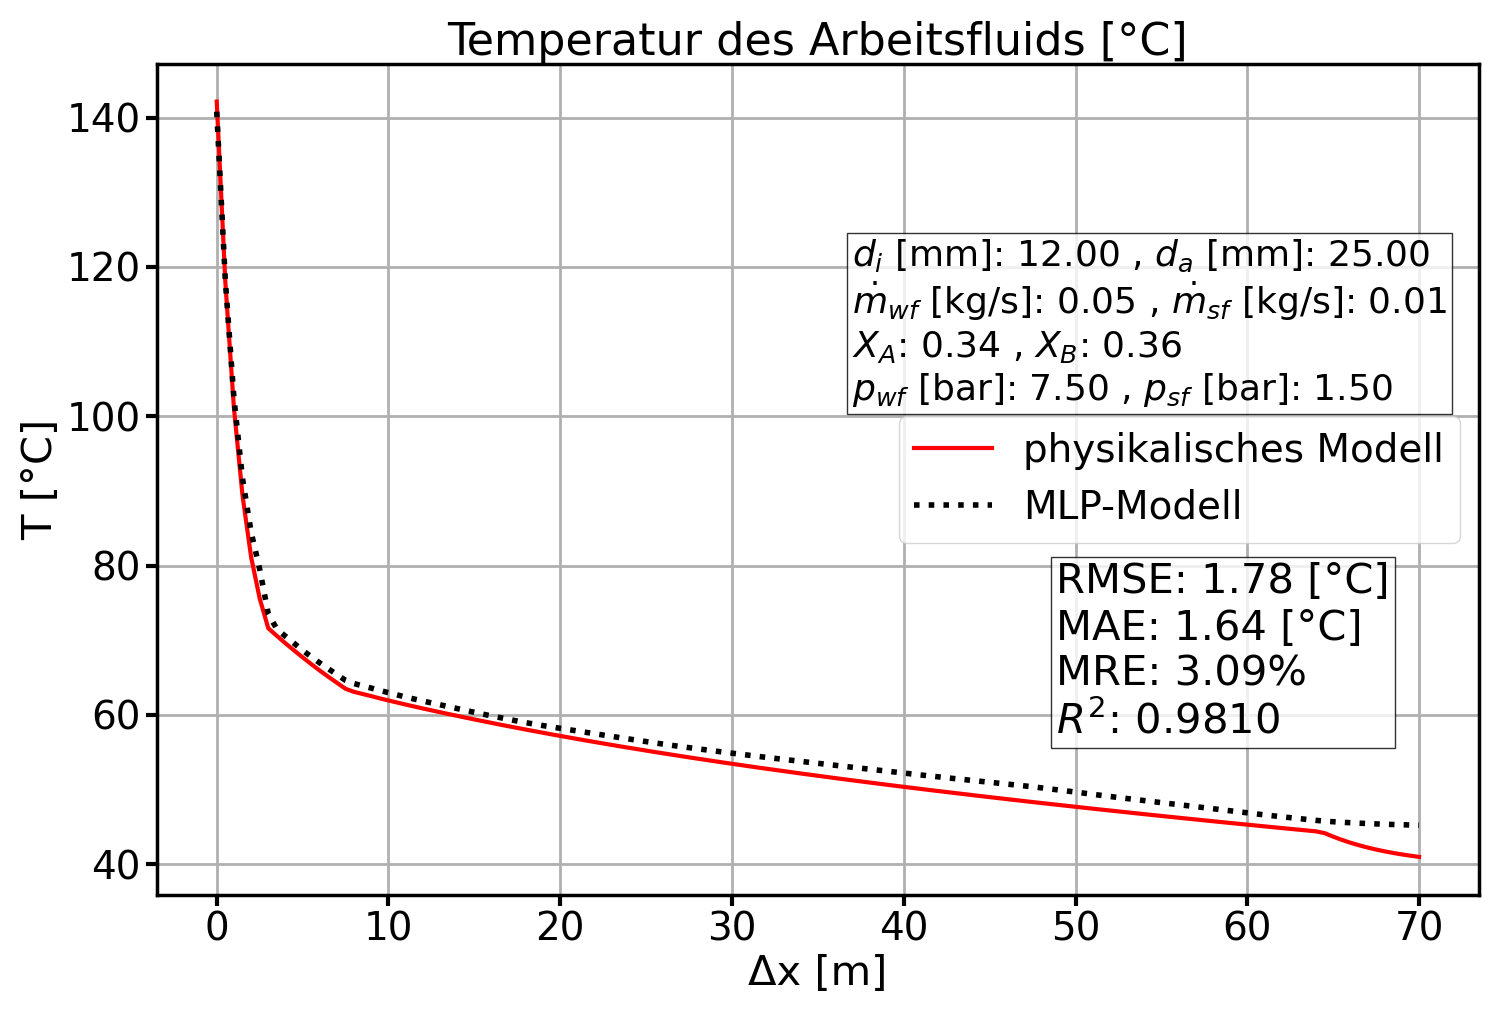 Temperatur des Arbeitsfluids [°C]
T [°C]
140
120
100
80
60
40
d_i [mm]: 12.00 , d_a [mm]: 25.00
ṁ_wf [kg/s]: 0.05 , ṁ_sf [kg/s]: 0.01
X_A: 0.34 , X_B: 0.36
p_wf [bar]: 7.50 , p_sf [bar]: 1.50
physikalisches Modell
MLP-Modell
RMSE: 1.78 [°C]
MAE: 1.64 [°C]
MRE: 3.09%
R²: 0.9810
0 10 20 30 40 50 60 70
Δx [m]